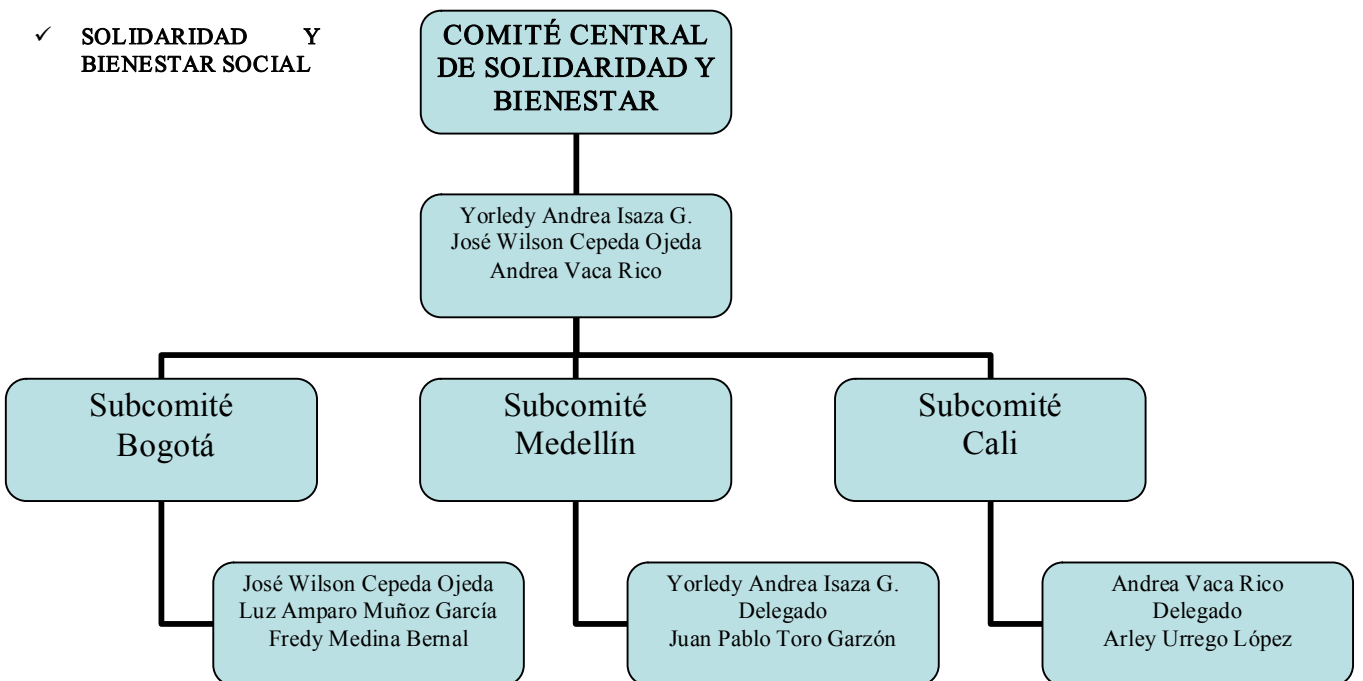 ✓ SOLIDARIDAD Y
BIENESTAR SOCIAL
COMITÉ CENTRAL
DE SOLIDARIDAD Y
BIENESTAR
Yorledy Andrea Isaza G.
José Wilson Cepeda Ojeda
Andrea Vaca Rico
Subcomité
Bogotá
Subcomité
Medellín
Subcomité
Cali
José Wilson Cepeda Ojeda
Luz Amparo Muñoz García
Fredy Medina Bernal
Yorledy Andrea Isaza G.
Delegado
Juan Pablo Toro Garzón
Andrea Vaca Rico
Delegado
Arley Urrego López